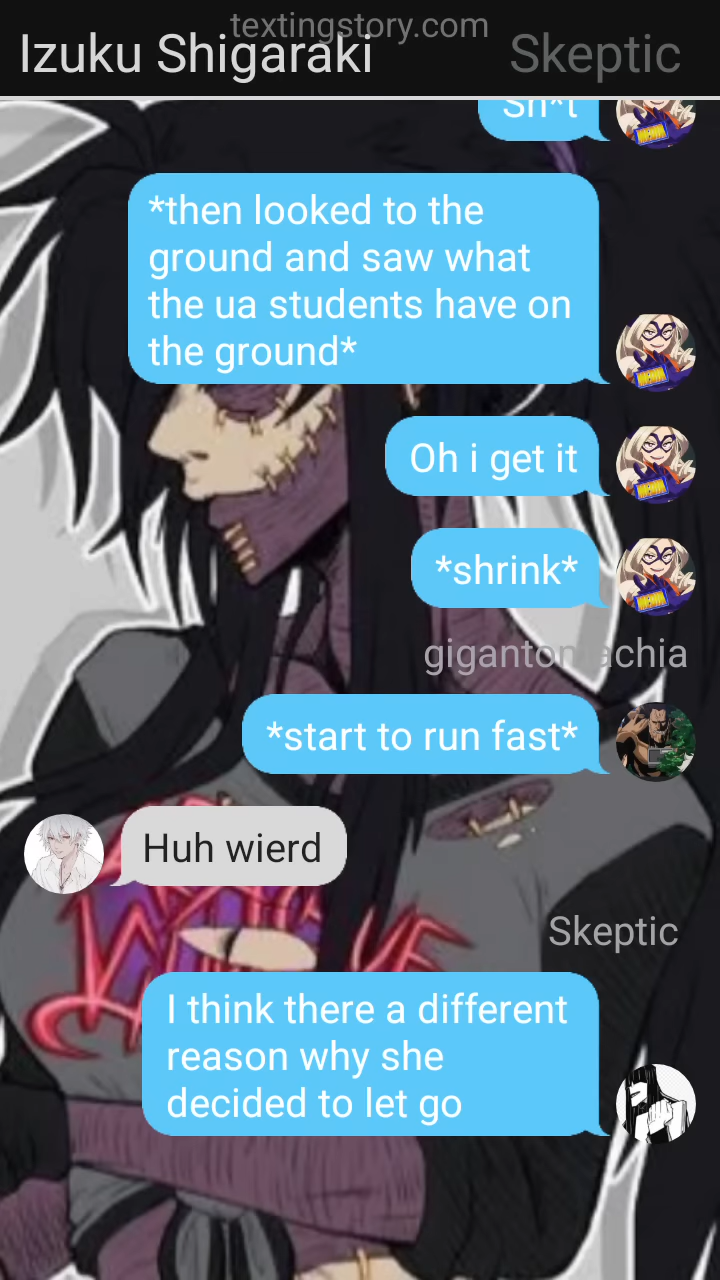 textingstory.com
Izuku Shigaraki
Skeptic
Sh*t
*then looked to the
ground and saw what
the ua students have on
the ground*
Oh i get it
*shrink*
gigantomachia
*start to run fast*
Huh wierd
Skeptic
I think there a different
reason why she
decided to let go